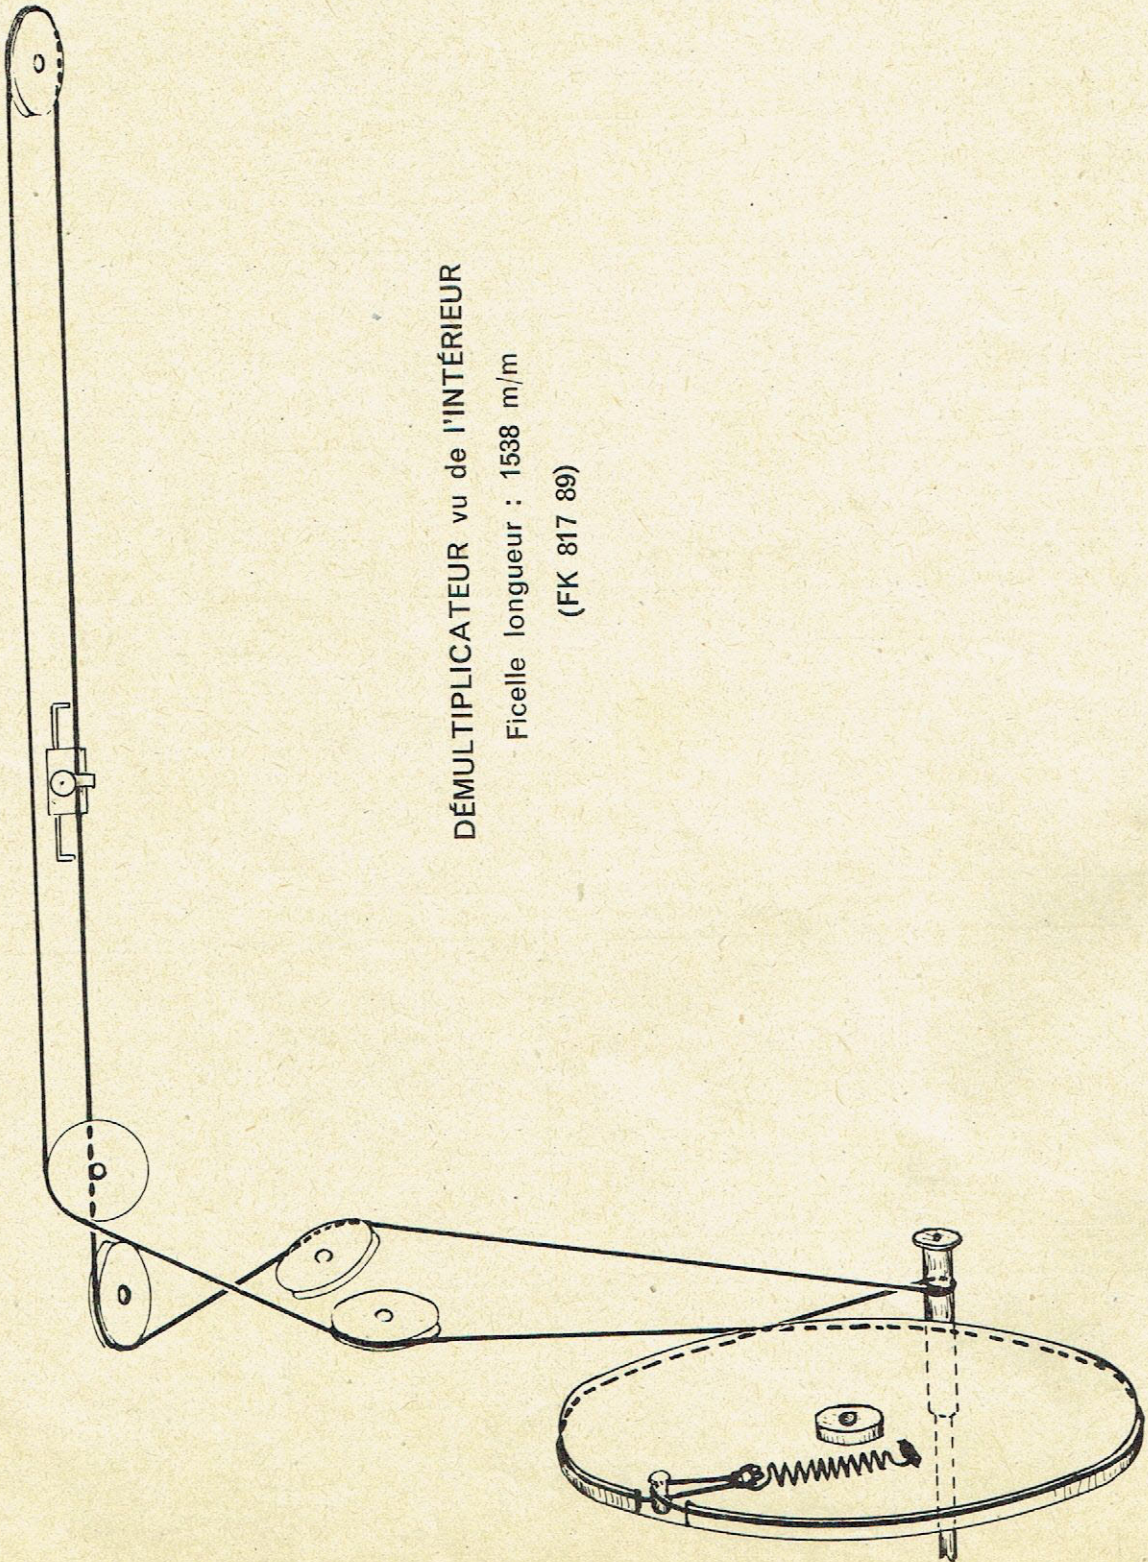 DÉMULTIPLICATEUR vu de l'INTÉRIEUR
Ficelle longueur : 1538 m/m
(FK 817 89)